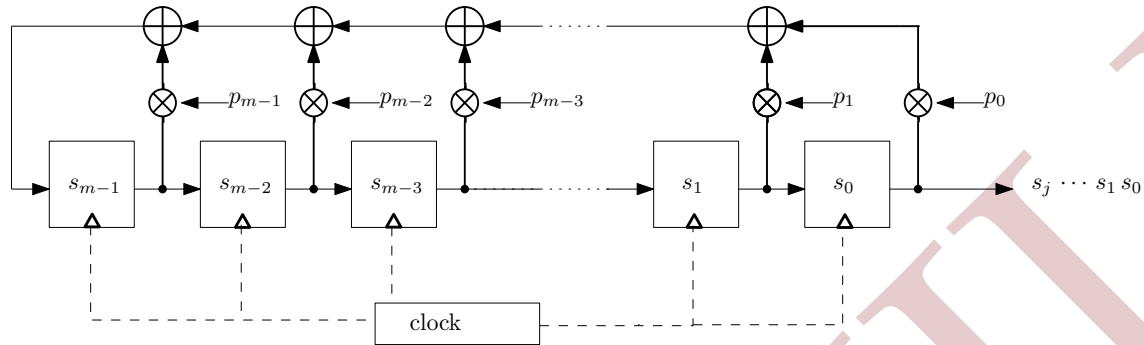 p_{m−1} p_{m−2} p_{m−3} p_1 p_0
s_{m−1} s_{m−2} s_{m−3} s_1 s_0 s_j ⋯ s_1 s_0
clock